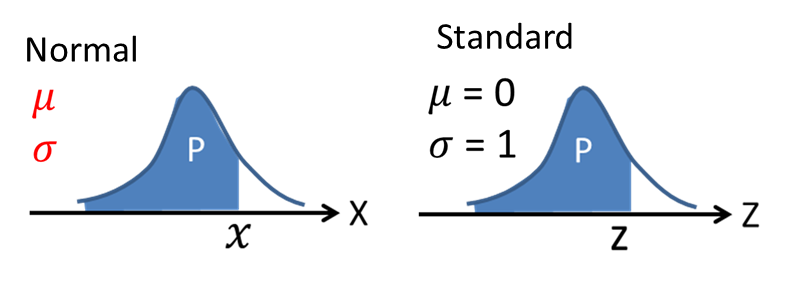 Normal
μ
σ
P
x
X
Standard
μ = 0
σ = 1
P
z
Z